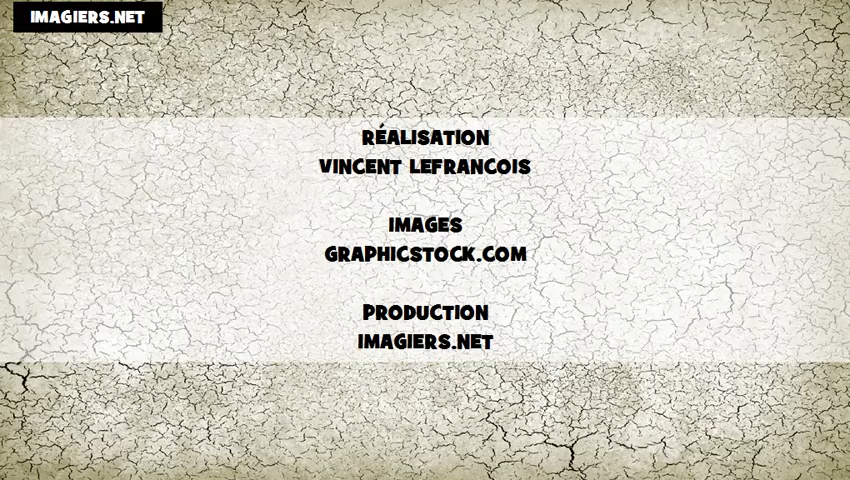 IMAGIERS.NET
RÉALISATION
VINCENT LEFRANCOIS
IMAGES
GRAPHICSTOCK.COM
PRODUCTION
IMAGIERS.NET